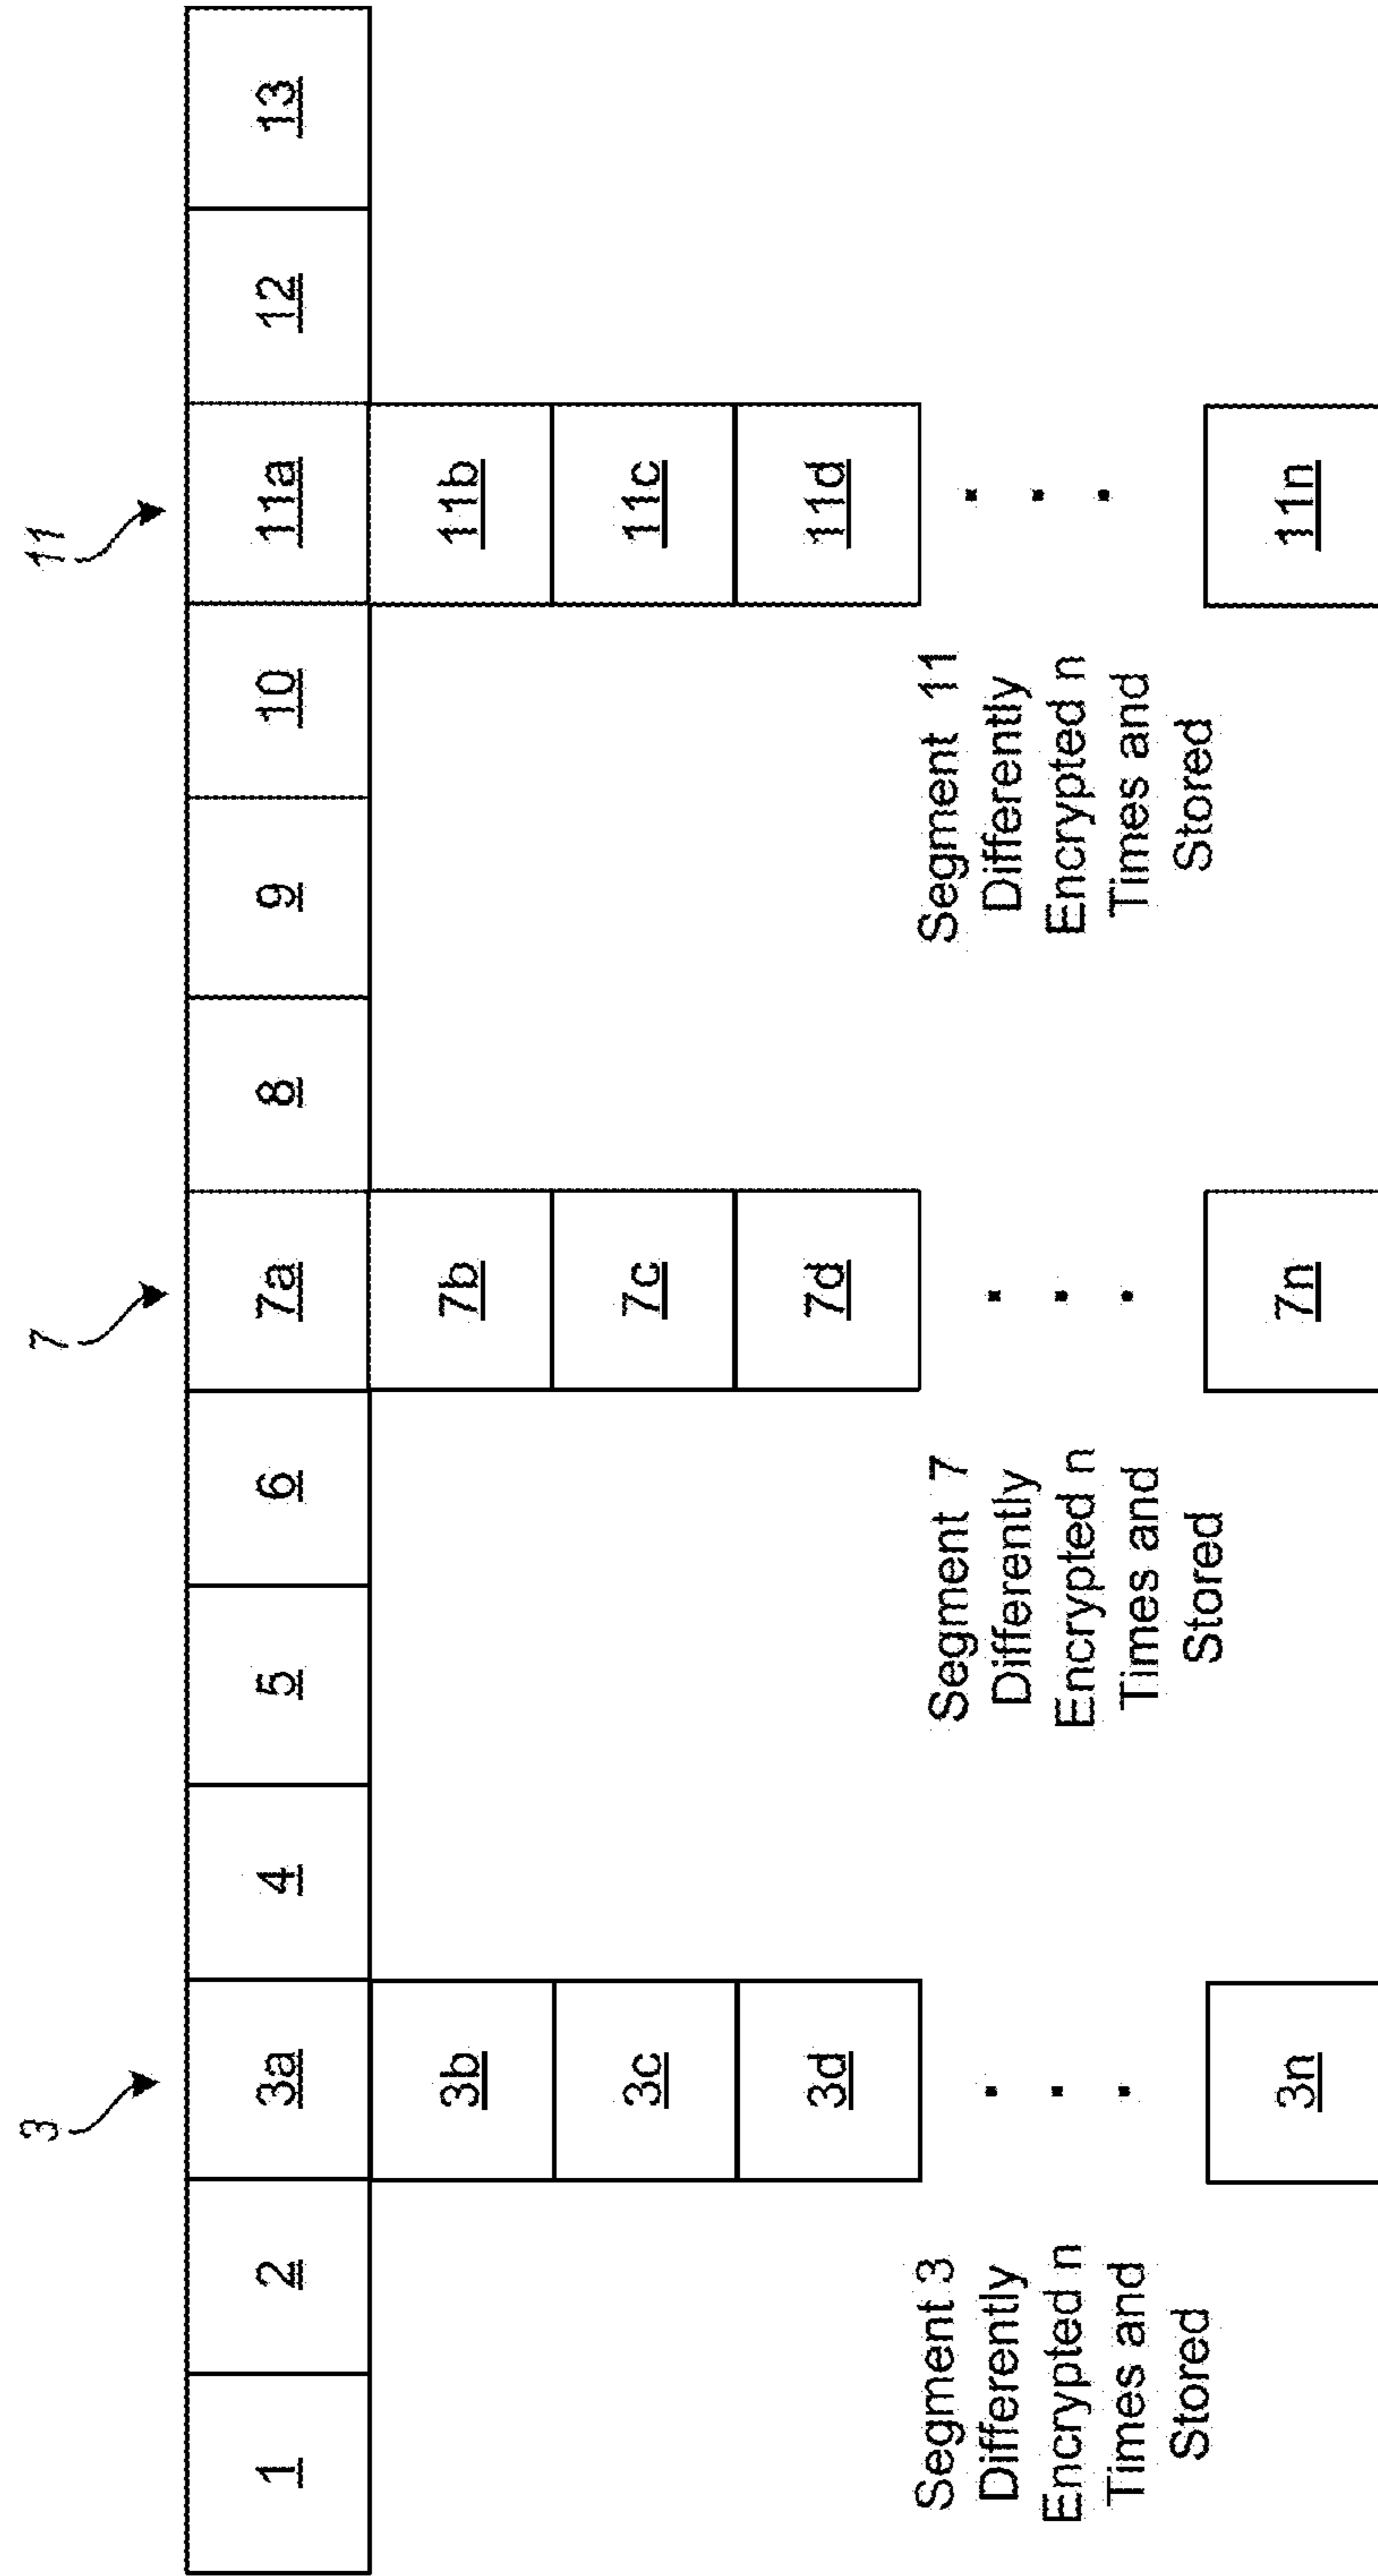 3
7
11
1 2 3a 4 5 6 7a 8 9 10 11a 12 13
3b 7b 11b
3c 7c 11c
3d 7d 11d
Segment 3
Differently
Encrypted n
Times and
Stored
Segment 7
Differently
Encrypted n
Times and
Stored
Segment 11
Differently
Encrypted n
Times and
Stored
3n 7n 11n